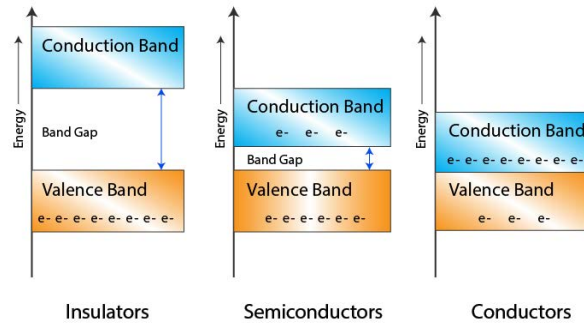 Energy
Conduction Band
Band Gap
Valence Band
e- e- e- e- e- e- e- e-
Insulators
Energy
Conduction Band
e- e- e-
Band Gap
Valence Band
e- e- e- e- e- e- e-
Semiconductors
Energy
Conduction Band
e- e- e- e- e- e- e- e-
Valence Band
e- e- e-
Conductors